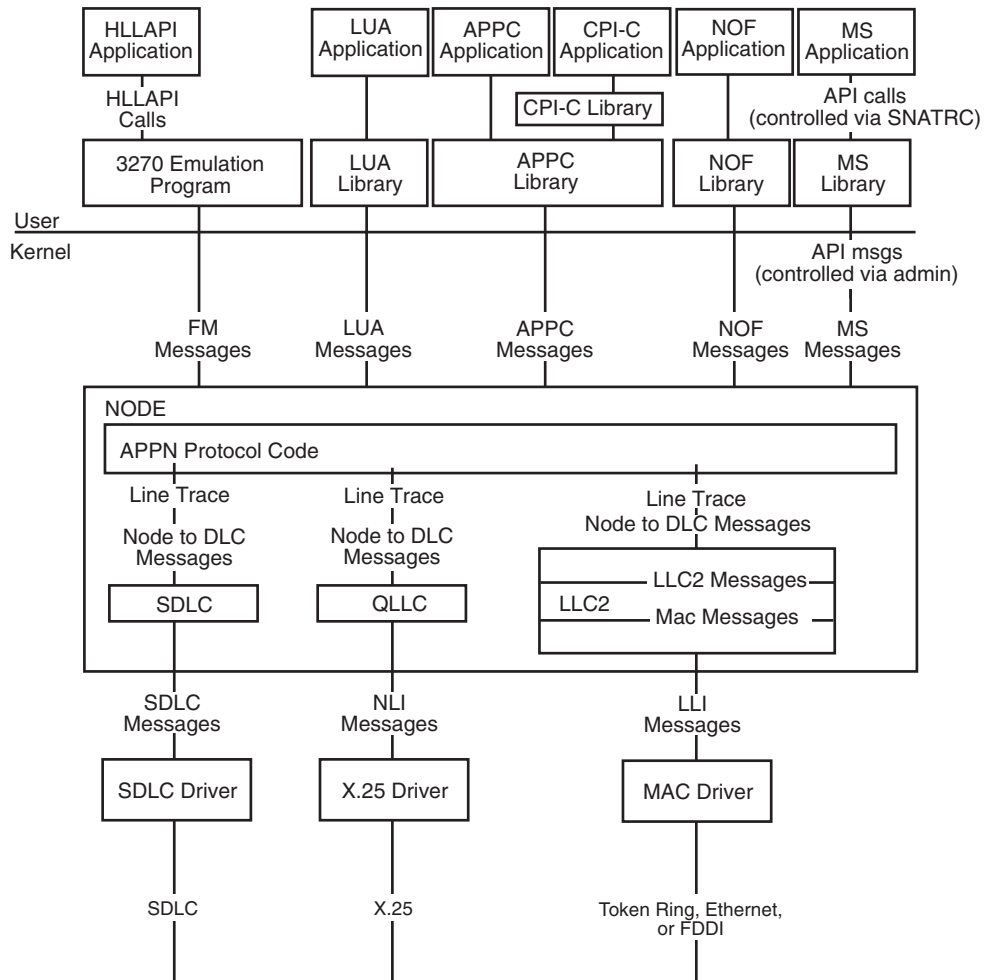 HLLAPI
Application
LUA
Application
APPC
Application
CPI-C
Application
NOF
Application
MS
Application
HLLAPI
Calls
CPI-C Library
API calls
(controlled via SNATRC)
3270 Emulation
Program
LUA
Library
APPC
Library
NOF
Library
MS
Library
User
Kernel
API msgs
(controlled via admin)
FM
Messages
LUA
Messages
APPC
Messages
NOF
Messages
MS
Messages
NODE
APPN Protocol Code
Line Trace
Line Trace
Line Trace
Node to DLC
Messages
Node to DLC
Messages
Node to DLC Messages
SDLC
QLLC
LLC2 Messages
LLC2
Mac Messages
SDLC
Messages
NLI
Messages
LLI
Messages
SDLC Driver
X.25 Driver
MAC Driver
SDLC
X.25
Token Ring, Ethernet,
or FDDI